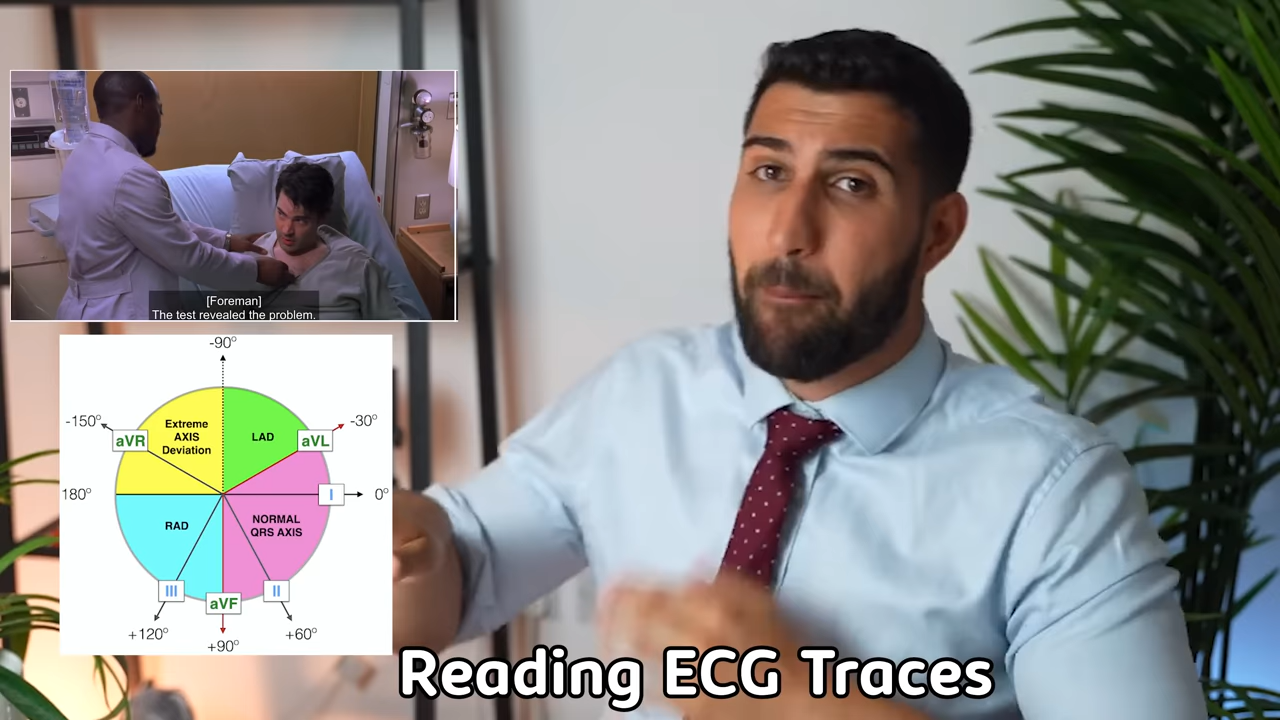 [Foreman]
The test revealed the problem.
-90°
-150°
-30°
Extreme
AXIS
Deviation
LAD
aVR
aVL
180°
I
0°
RAD
NORMAL
QRS AXIS
III
aVF
II
+120°
+90°
+60°
Reading ECG Traces